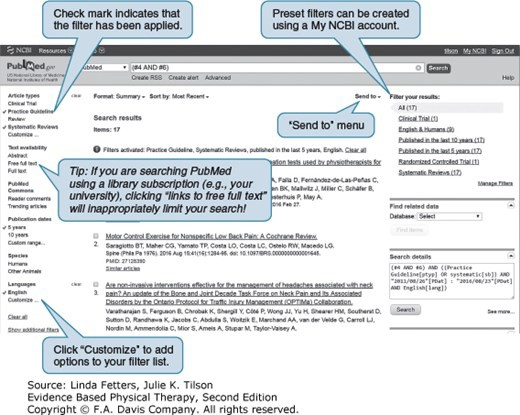 Check mark indicates that
the filter has been applied.
Preset filters can be created
using a My NCBI account.
NCBI Resources
tilson My NCBI Sign Out
PubMed.gov
US National Library of Medicine
National Institutes of Health
PubMed (#4 AND #6) Search
Create RSS Create alert Advanced Help
Article types clear
Clinical Trial
Practice Guideline
Review
Systematic Reviews
Customize ...
Text availability
Abstract
Free full text
Full text
PubMed
Commons
Reader comments
Trending articles
Publication dates clear
5 years
10 years
Custom range...
Species
Humans
Other Animals
Languages clear
English
Customize ...
Clear all
Show additional filters
Format: Summary Sort by: Most Recent Send to
Search results
Items: 17
"Send to" menu
Filters activated: Practice Guideline, Systematic Reviews, published in the last 5 years, English. Clear all
Tip: If you are searching PubMed
using a library subscription (e.g., your
university), clicking "links to free full text"
will inappropriately limit your search!
tion tests used by physiotherapists for
Falla D, Fernández-de-Las-Peñas C,
Maißwitz J, Miller C, Schäfer B,
Westerhuis P, May A.
2016 Feb 27.
Motor Control Exercise for Nonspecific Low Back Pain: A Cochrane Review.
2. Saragiotto BT, Maher CG, Yamato TP, Costa LO, Costa LC, Ostelo RW, Macedo LG.
Spine (Phila Pa 1976). 2016 Aug 15;41(16):1284-95. doi: 10.1097/BRS.0000000000001645.
PMID: 27128390
Similar articles
Are non-invasive interventions effective for the management of headaches associated with neck
3. pain? An update of the Bone and Joint Decade Task Force on Neck Pain and Its Associated
Disorders by the Ontario Protocol for Traffic Injury Management (OPTIMa) Collaboration.
Varatharajan S, Ferguson B, Chrobak K, Shergill Y, Côté P, Wong JJ, Yu H, Shearer HM, Southerst D,
Sutton D, Randhawa K, Jacobs C, Abdulla S, Woitzik E, Marchand AA, van der Velde G, Carroll LJ,
Nordin M, Ammendolia C, Mior S, Ameis A, Stupar M, Taylor-Vaisey A.
Filter your results:
All (17)
Clinical Trial (1)
English & Humans (9)
Published in the last 10 years (17)
Published in the last 5 years (17)
Randomized Controlled Trial (1)
Systematic Reviews (17)
Manage Filters
Find related data
Database: Select
Find items
Search details
(#4 AND #6) AND ((Practice
Guideline[ptyp] OR systematic[sb]) AND
"2011/08/26"[PDat] : "2016/08/23"[PDat]
AND English[lang])
Search See more...
Click "Customize" to add
options to your filter list.
Source: Linda Fetters, Julie K. Tilson
Evidence Based Physical Therapy, Second Edition
Copyright © F.A. Davis Company. All rights reserved.